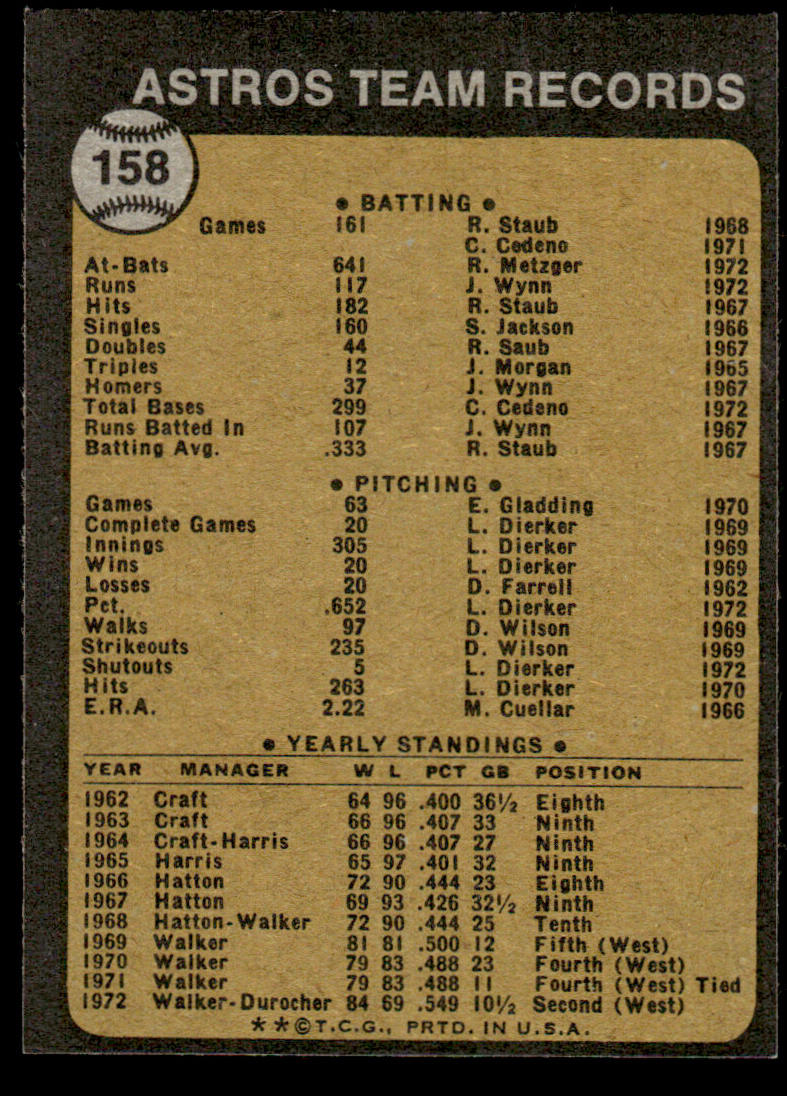 ASTROS TEAM RECORDS
158
• BATTING •
Games 161 R. Staub 1968
C. Cedeno 1971
At-Bats 641 R. Metzger 1972
Runs 117 J. Wynn 1972
Hits 182 R. Staub 1967
Singles 160 S. Jackson 1966
Doubles 44 R. Saub 1967
Triples 12 J. Morgan 1965
Homers 37 J. Wynn 1967
Total Bases 299 C. Cedeno 1972
Runs Batted In 107 J. Wynn 1967
Batting Avg. .333 R. Staub 1967
• PITCHING •
Games 63 E. Gladding 1970
Complete Games 20 L. Dierker 1969
Innings 305 L. Dierker 1969
Wins 20 L. Dierker 1969
Losses 20 D. Farrell 1962
Pct. .652 L. Dierker 1972
Walks 97 D. Wilson 1969
Strikeouts 235 D. Wilson 1969
Shutouts 5 L. Dierker 1972
Hits 263 L. Dierker 1970
E.R.A. 2.22 M. Cuellar 1966
• YEARLY STANDINGS •
YEAR MANAGER W L PCT GB POSITION
1962 Craft 64 96 .400 36½ Eighth
1963 Craft 66 96 .407 33 Ninth
1964 Craft-Harris 66 96 .407 27 Ninth
1965 Harris 65 97 .401 32 Ninth
1966 Hatton 72 90 .444 23 Eighth
1967 Hatton 69 93 .426 32½ Ninth
1968 Hatton-Walker 72 90 .444 25 Tenth
1969 Walker 81 81 .500 12 Fifth (West)
1970 Walker 79 83 .488 23 Fourth (West)
1971 Walker 79 83 .488 11 Fourth (West) Tied
1972 Walker-Durocher 84 69 .549 10½ Second (West)
**©T.C.G., PRTD. IN U.S.A.